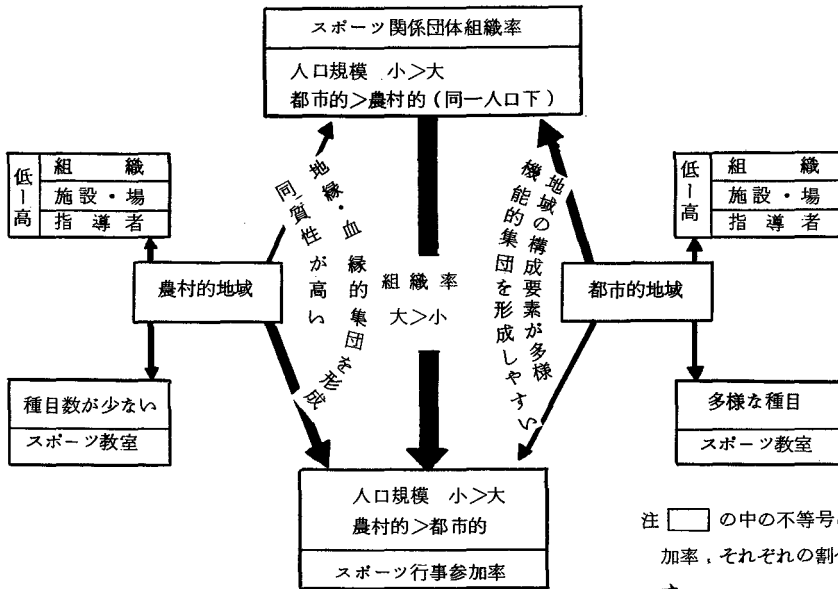 スポーツ関係団体組織率
人口規模 小>大
都市的>農村的(同一人口下)
低ー高
組織
施設・場
指導者
農村的地域
種目数が少ない
スポーツ教室
地縁・血縁的集団を形成
同質性が高い
組織率
大>小
地域の構成要素が多様
機能的集団を形成しやすい
低ー高
組織
施設・場
指導者
都市的地域
多様な種目
スポーツ教室
人口規模 小>大
農村的>都市的
スポーツ行事参加率
注 の中の不等号
加率,それぞれの割